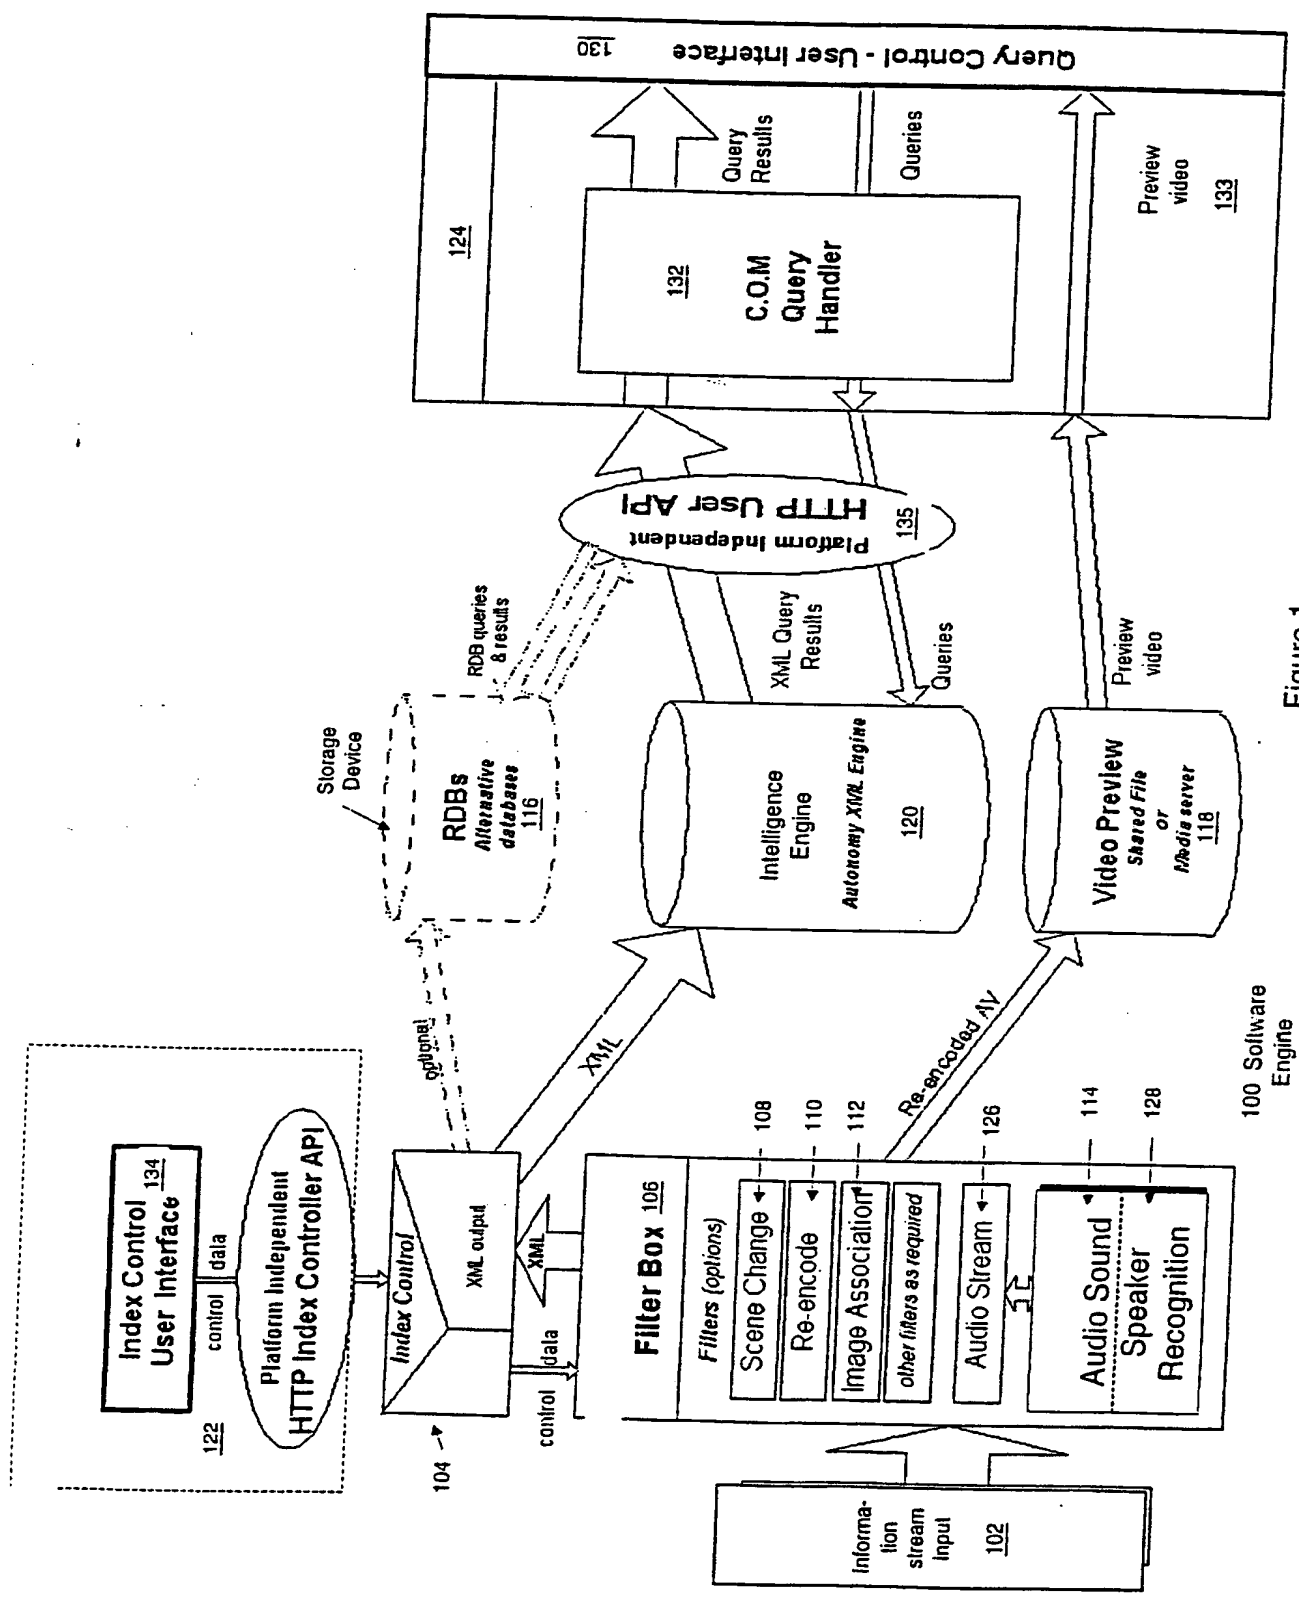 Index Control
User Interface
134
control
data
122
Platform Independent
HTTP Index Controller API
104
Index Control
XML output
optional
XML
XML
control
data
Storage
Device
RDBs
Alternative
databases
116
RDB queries
& results
Intelligence
Engine
Autonomy XML Engine
120
XML Query
Results
Queries
Platform Independent
HTTP User API
135
124
132
C.O.M
Query
Handler
Query
Results
Queries
Preview
video
133
Query Control - User Interface
130
Filter Box
106
Filters (options)
Scene Change
108
Re-encode
110
Image Association
112
other filters as required
Audio Stream
126
Audio Sound
114
Speaker
Recognition
128
Re-encoded AV
Video Preview
Shared File
or
Media server
118
Preview
video
Informa-
tion
stream
Input
102
100 Software
Engine
Figure 1